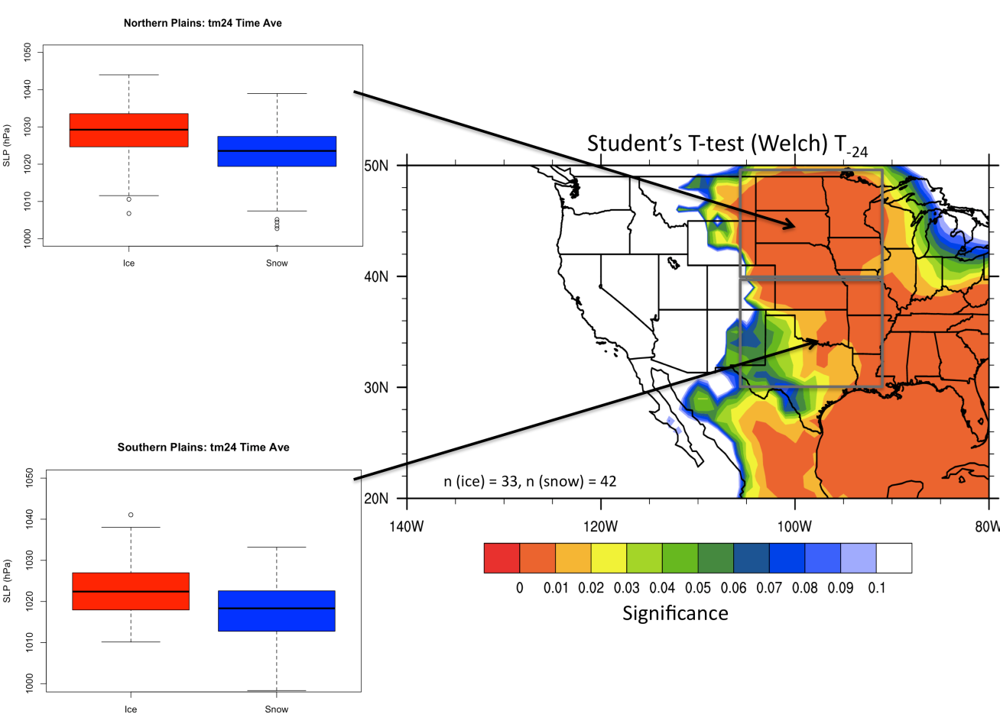 Northern Plains: tm24 Time Ave
SLP (hPa)
1050
1040
1030
1020
1010
1000
Ice Snow
Student's T-test (Welch) T-24
50N
40N
30N
20N
n (ice) = 33, n (snow) = 42
140W 120W 100W 80W
0 0.01 0.02 0.03 0.04 0.05 0.06 0.07 0.08 0.09 0.1
Significance
Southern Plains: tm24 Time Ave
SLP (hPa)
1050
1040
1030
1020
1010
1000
Ice Snow